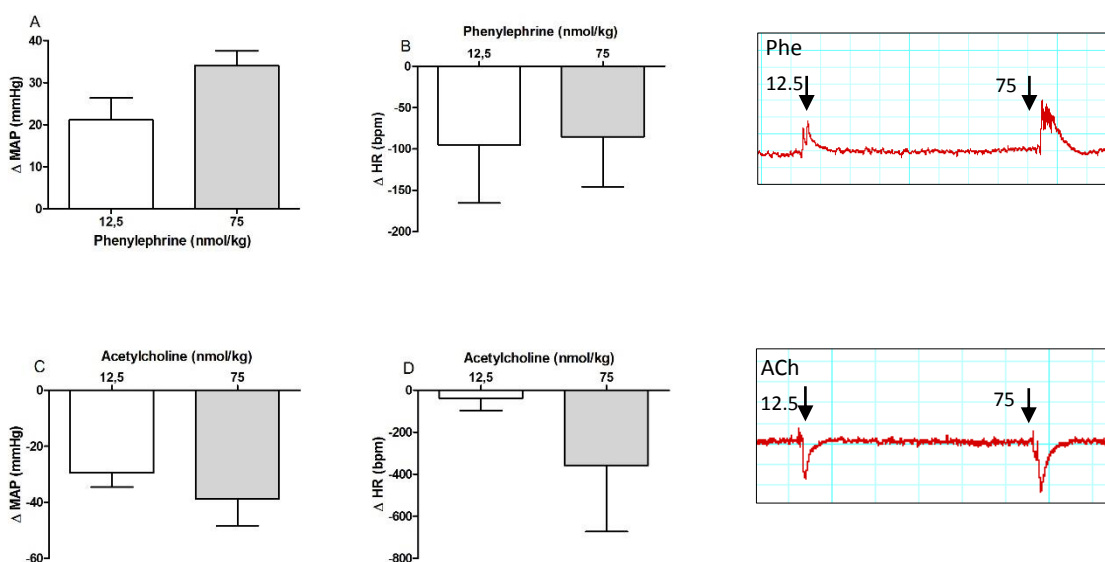 A
Δ MAP (mmHg)
40
30
20
10
0
12,5
75
Phenylephrine (nmol/kg)
B
Phenylephrine (nmol/kg)
12,5
75
Δ HR (bpm)
0
-50
-100
-150
-200
Phe
12.5
75
C
Acetylcholine (nmol/kg)
12,5
75
Δ MAP (mmHg)
0
-20
-40
-60
D
Acetylcholine (nmol/kg)
12,5
75
Δ HR (bpm)
0
-200
-400
-600
-800
ACh
12.5
75